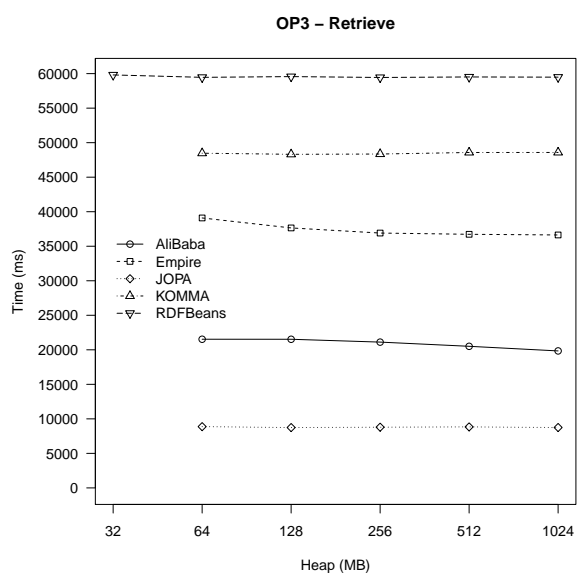 OP3 – Retrieve
60000
55000
50000
45000
40000
35000
30000
25000
20000
15000
10000
5000
0
Time (ms)
AliBaba
Empire
JOPA
KOMMA
RDFBeans
32 64 128 256 512 1024
Heap (MB)